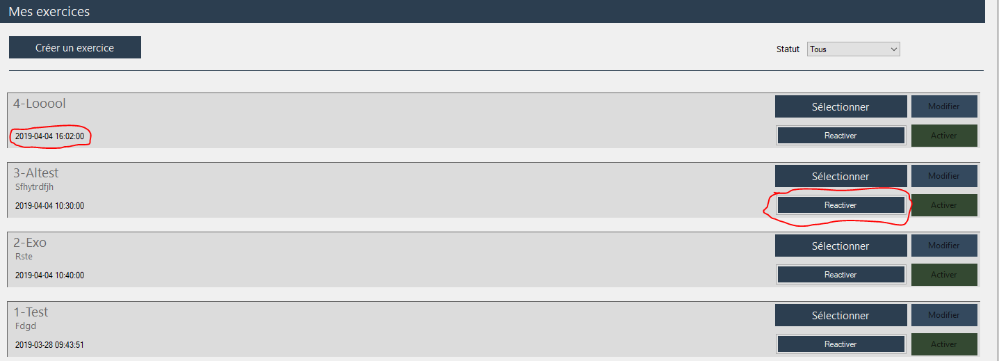 Mes exercices
Créer un exercice
Statut Tous
4-Looool
Sélectionner Modifier
2019-04-04 16:02:00 Reactiver Activer
3-Altest
Sélectionner Modifier
Sfhytrdfjh
2019-04-04 10:30:00 Reactiver Activer
2-Exo
Sélectionner Modifier
Rste
2019-04-04 10:40:00 Reactiver Activer
1-Test
Sélectionner Modifier
Fdgd
2019-03-28 09:43:51 Reactiver Activer